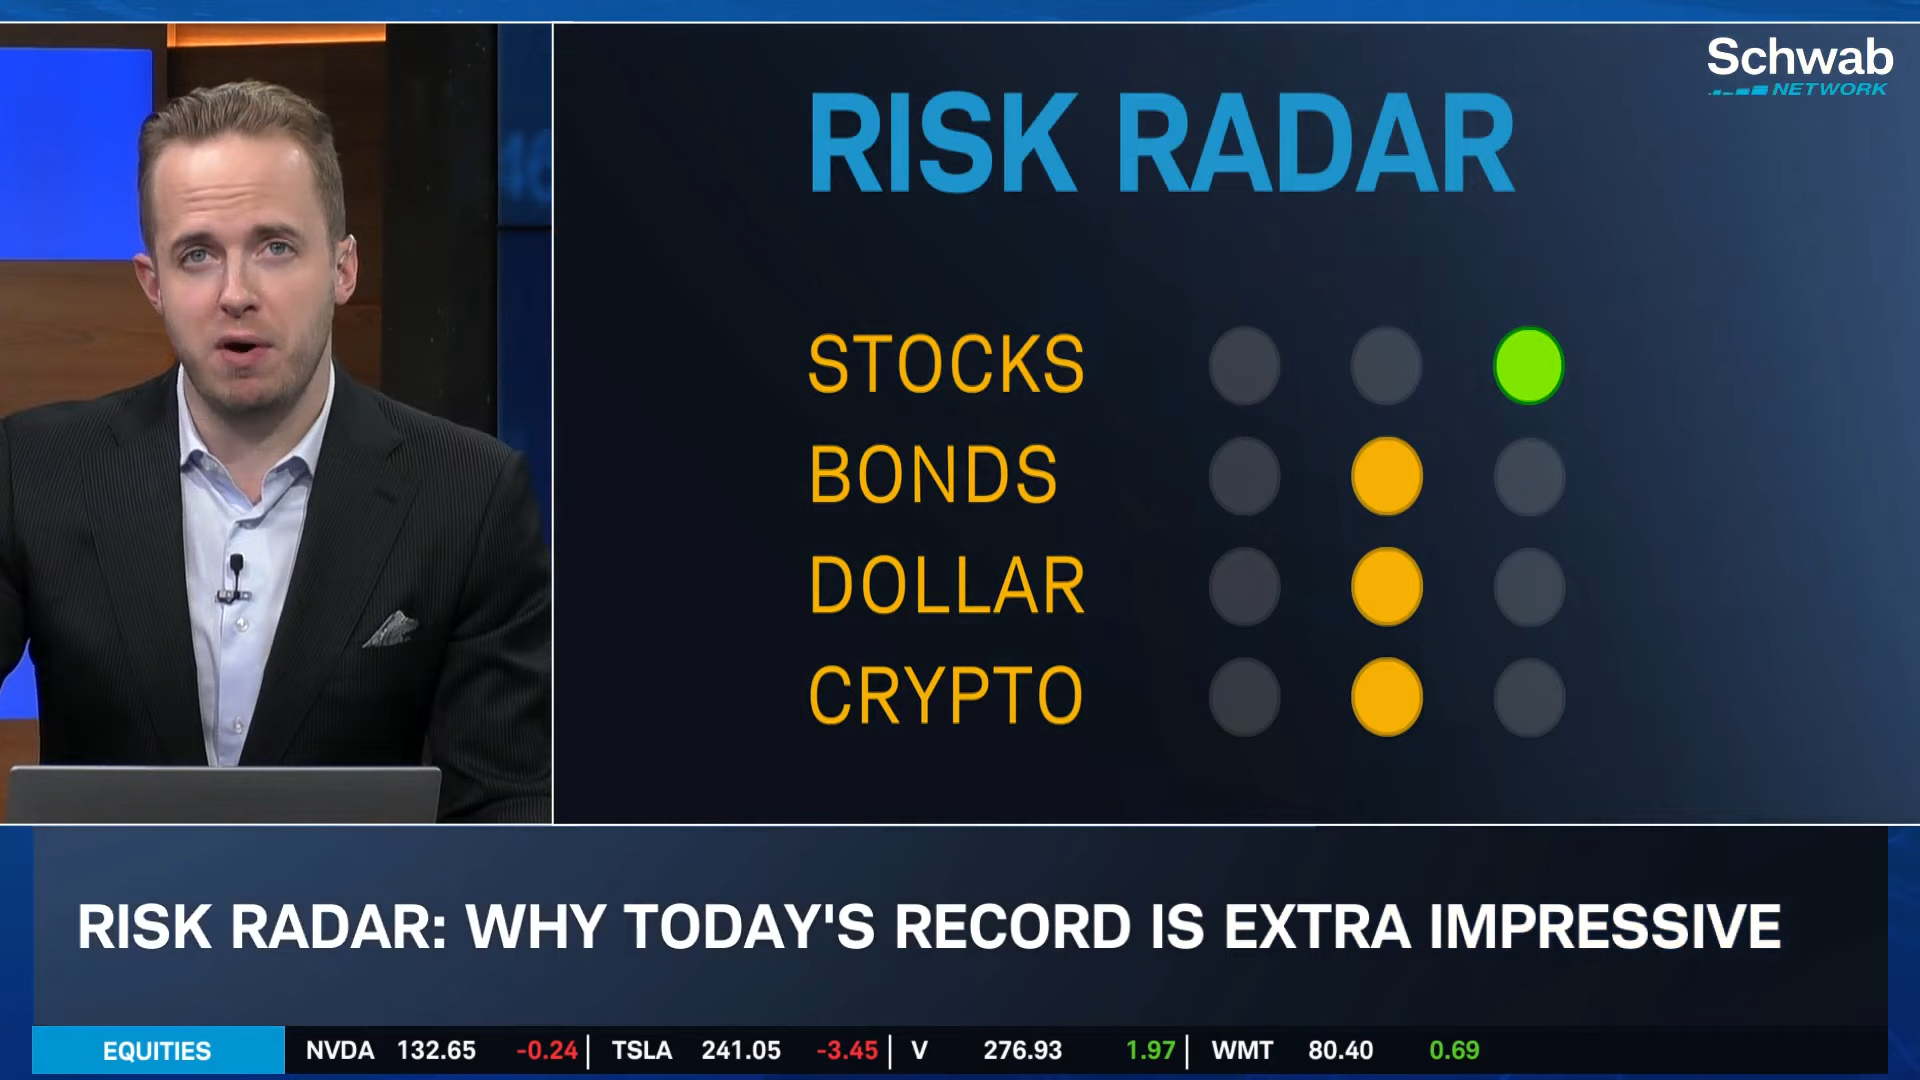 Schwab
NETWORK
RISK RADAR
STOCKS
BONDS
DOLLAR
CRYPTO
RISK RADAR: WHY TODAY'S RECORD IS EXTRA IMPRESSIVE
EQUITIES NVDA 132.65 -0.24 TSLA 241.05 -3.45 V 276.93 1.97 WMT 80.40 0.69